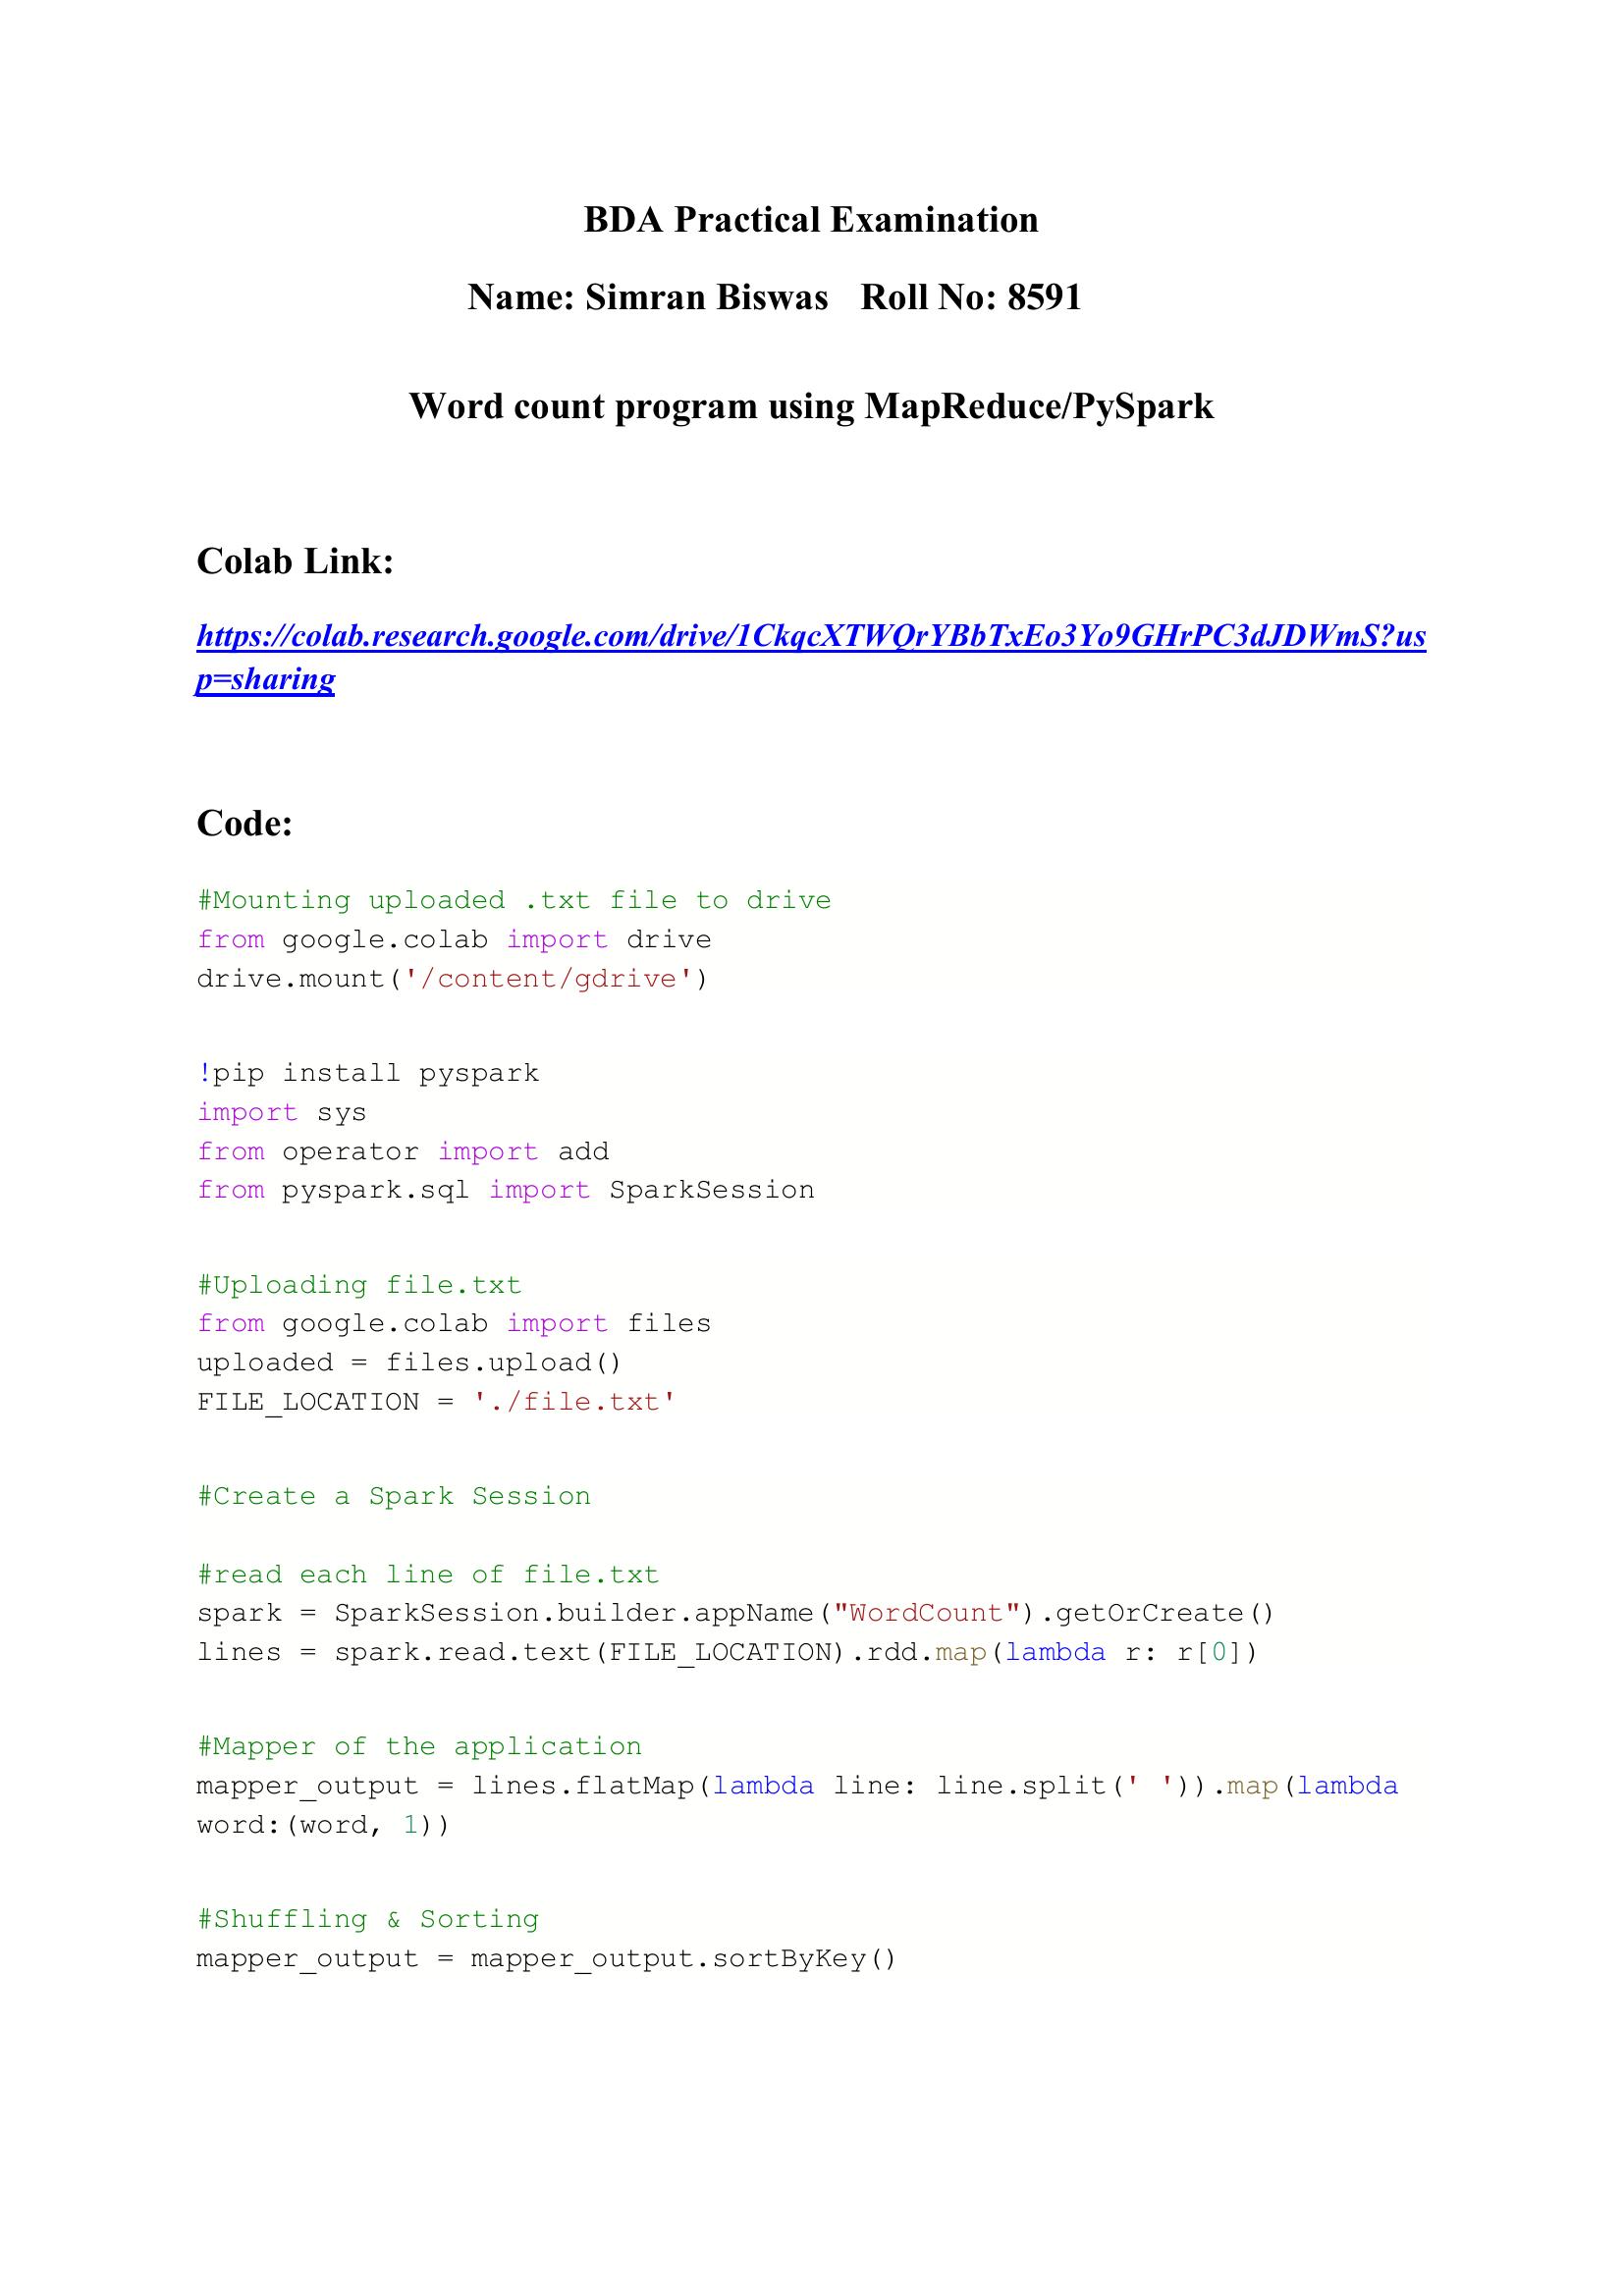 BDA Practical Examination
Name: Simran Biswas   Roll No: 8591
Word count program using MapReduce/PySpark
Colab Link:
https://colab.research.google.com/drive/1CkqcXTWQrYBbTxEo3Yo9GHrPC3dJDWmS?us
p=sharing
Code:
#Mounting uploaded .txt file to drive
from google.colab import drive
drive.mount('/content/gdrive')
!pip install pyspark
import sys
from operator import add
from pyspark.sql import SparkSession
#Uploading file.txt
from google.colab import files
uploaded = files.upload()
FILE_LOCATION = './file.txt'
#Create a Spark Session
#read each line of file.txt
spark = SparkSession.builder.appName("WordCount").getOrCreate()
lines = spark.read.text(FILE_LOCATION).rdd.map(lambda r: r[0])
#Mapper of the application
mapper_output = lines.flatMap(lambda line: line.split(' ')).map(lambda
word:(word, 1))
#Shuffling & Sorting
mapper_output = mapper_output.sortByKey()